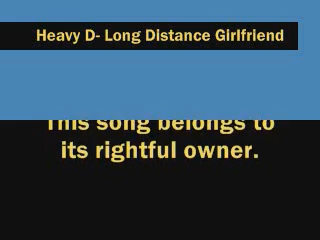 Heavy D- Long Distance Girlfriend
This song belongs to
its rightful owner.